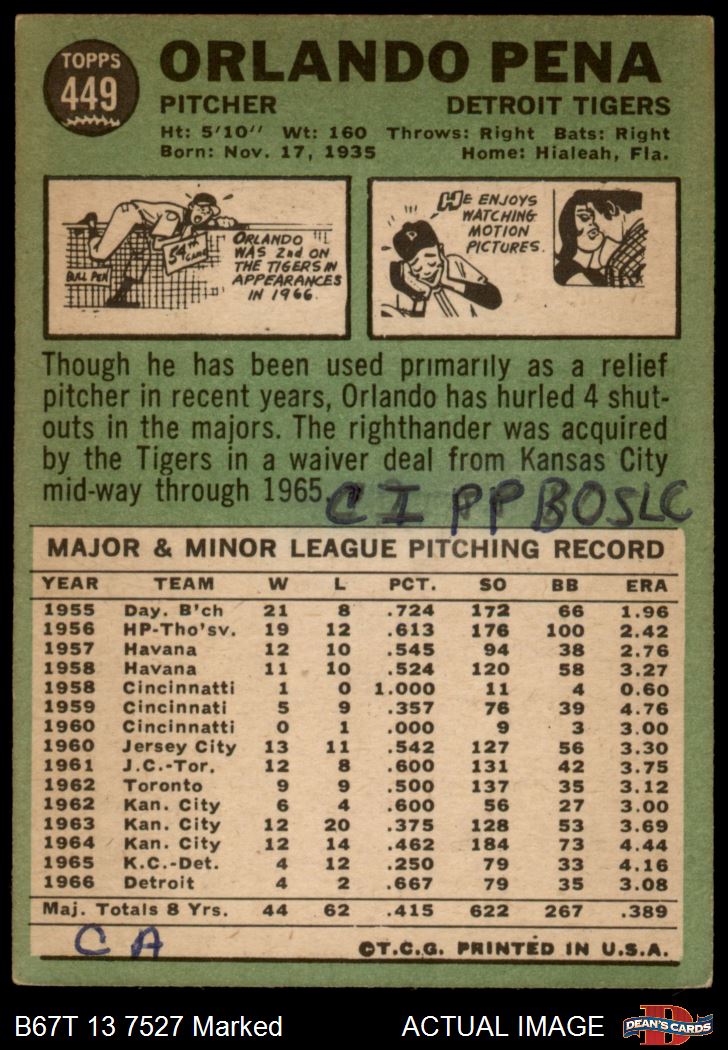 TOPPS
449
ORLANDO PENA
PITCHER DETROIT TIGERS
Ht: 5'10" Wt: 160 Throws: Right Bats: Right
Born: Nov. 17, 1935 Home: Hialeah, Fla.
BULL PEN
54TH GAME
ORLANDO
WAS 2nd ON
THE TIGERS IN
APPEARANCES
IN 1966.
HE ENJOYS
WATCHING
MOTION
PICTURES.
Though he has been used primarily as a relief
pitcher in recent years, Orlando has hurled 4 shut-
outs in the majors. The righthander was acquired
by the Tigers in a waiver deal from Kansas City
mid-way through 1965.
C I PP BOSLC
MAJOR & MINOR LEAGUE PITCHING RECORD
YEAR TEAM W L PCT. SO BB ERA
1955 Day. B'ch 21 8 .724 172 66 1.96
1956 HP-Tho'sv. 19 12 .613 176 100 2.42
1957 Havana 12 10 .545 94 38 2.76
1958 Havana 11 10 .524 120 58 3.27
1958 Cincinnatti 1 0 1.000 11 4 0.60
1959 Cincinnati 5 9 .357 76 39 4.76
1960 Cincinnatti 0 1 .000 9 3 3.00
1960 Jersey City 13 11 .542 127 56 3.30
1961 J.C.-Tor. 12 8 .600 131 42 3.75
1962 Toronto 9 9 .500 137 35 3.12
1962 Kan. City 6 4 .600 56 27 3.00
1963 Kan. City 12 20 .375 128 53 3.69
1964 Kan. City 12 14 .462 184 73 4.44
1965 K.C.-Det. 4 12 .250 79 33 4.16
1966 Detroit 4 2 .667 79 35 3.08
Maj. Totals 8 Yrs. 44 62 .415 622 267 .389
C A
©T.C.G. PRINTED IN U.S.A.
B67T 13 7527 Marked ACTUAL IMAGE
D
DEAN'S CARDS